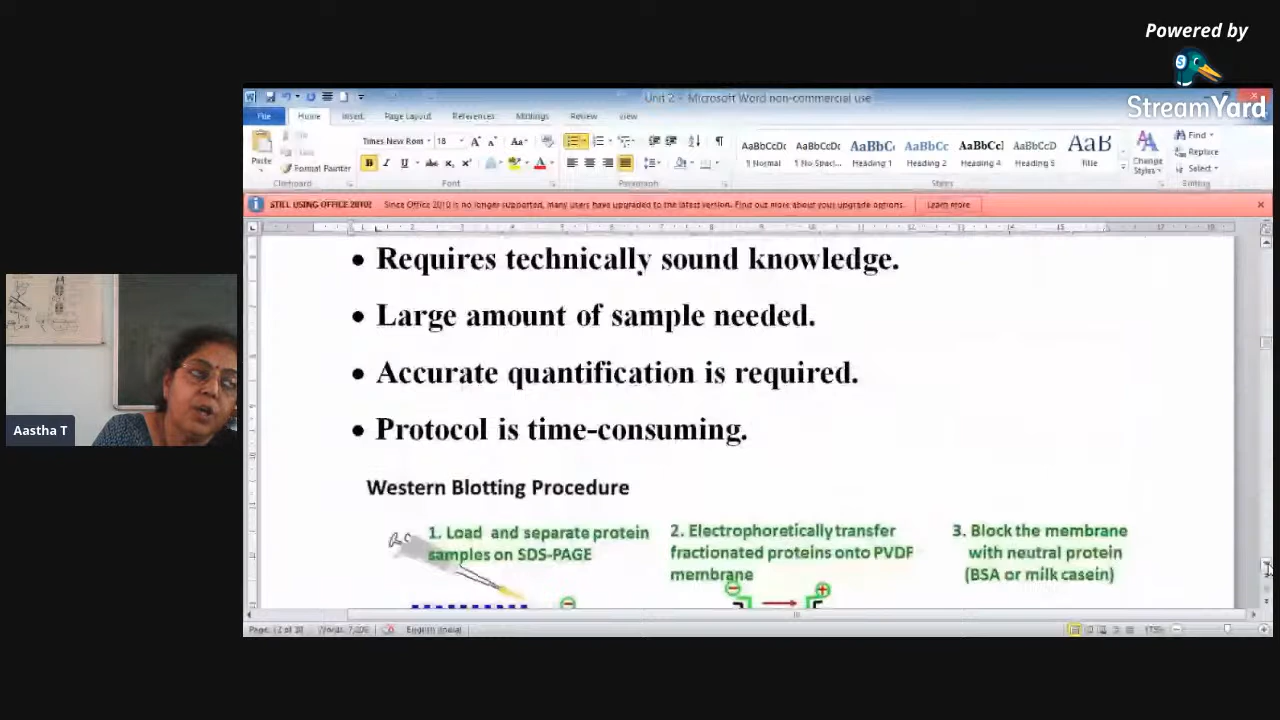 Powered by
StreamYard
Unit 2 - Microsoft Word non-commercial use
File Home Insert Page Layout References Mailings Review View
Times New Rom 18
Paste
Format Painter
Clipboard Font Paragraph Styles Editing
AaBbCcDc AaBbCcDc AaBbC AaBbCc AaBbCcI AaBbCcD AaB
¶ Normal ¶ No Spaci... Heading 1 Heading 2 Heading 4 Heading 5 Title
Change Styles
Find
Replace
Select
STILL USING OFFICE 2010? Since Office 2010 is no longer supported, many users have upgraded to the latest version. Find out more about your upgrade options. Learn more
• Requires technically sound knowledge.
• Large amount of sample needed.
• Accurate quantification is required.
• Protocol is time-consuming.
Western Blotting Procedure
1. Load and separate protein
samples on SDS-PAGE
2. Electrophoretically transfer
fractionated proteins onto PVDF
membrane
3. Block the membrane
with neutral protein
(BSA or milk casein)
Aastha T